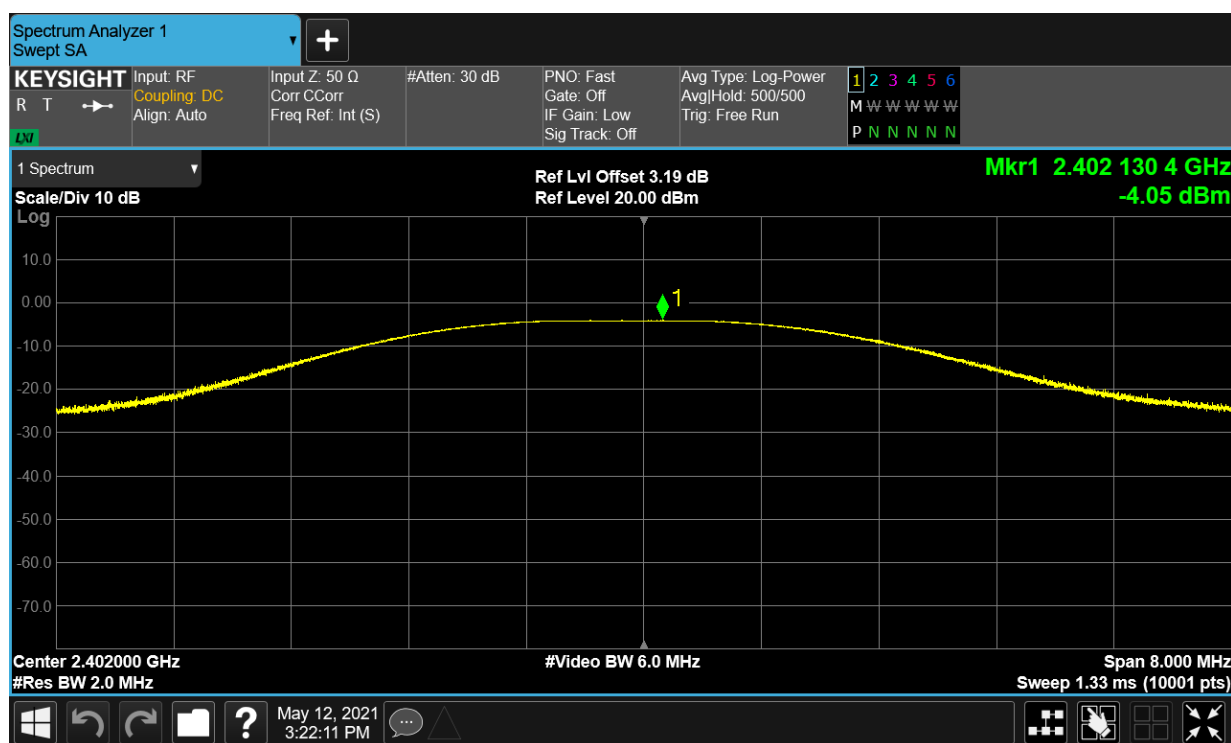 Spectrum Analyzer 1
Swept SA
KEYSIGHT
R T
LXI
Input: RF
Coupling: DC
Align: Auto
Input Z: 50 Ω
Corr CCorr
Freq Ref: Int (S)
#Atten: 30 dB
PNO: Fast
Gate: Off
IF Gain: Low
Sig Track: Off
Avg Type: Log-Power
Avg|Hold: 500/500
Trig: Free Run
1 2 3 4 5 6
M W W W W W
P N N N N N
1 Spectrum
Scale/Div 10 dB
Log
Ref Lvl Offset 3.19 dB
Ref Level 20.00 dBm
Mkr1 2.402 130 4 GHz
-4.05 dBm
1
10.0
0.00
-10.0
-20.0
-30.0
-40.0
-50.0
-60.0
-70.0
Center 2.402000 GHz
#Res BW 2.0 MHz
#Video BW 6.0 MHz
Span 8.000 MHz
Sweep 1.33 ms (10001 pts)
?
May 12, 2021
3:22:11 PM